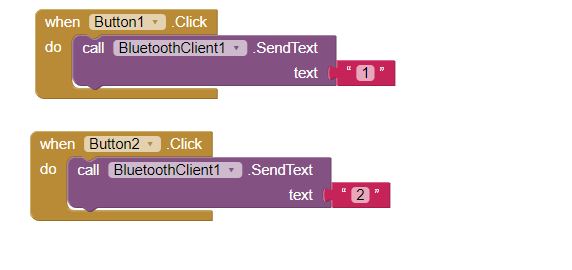 when Button1 .Click
do call BluetoothClient1 .SendText
text “ 1 ”
when Button2 .Click
do call BluetoothClient1 .SendText
text “ 2 ”